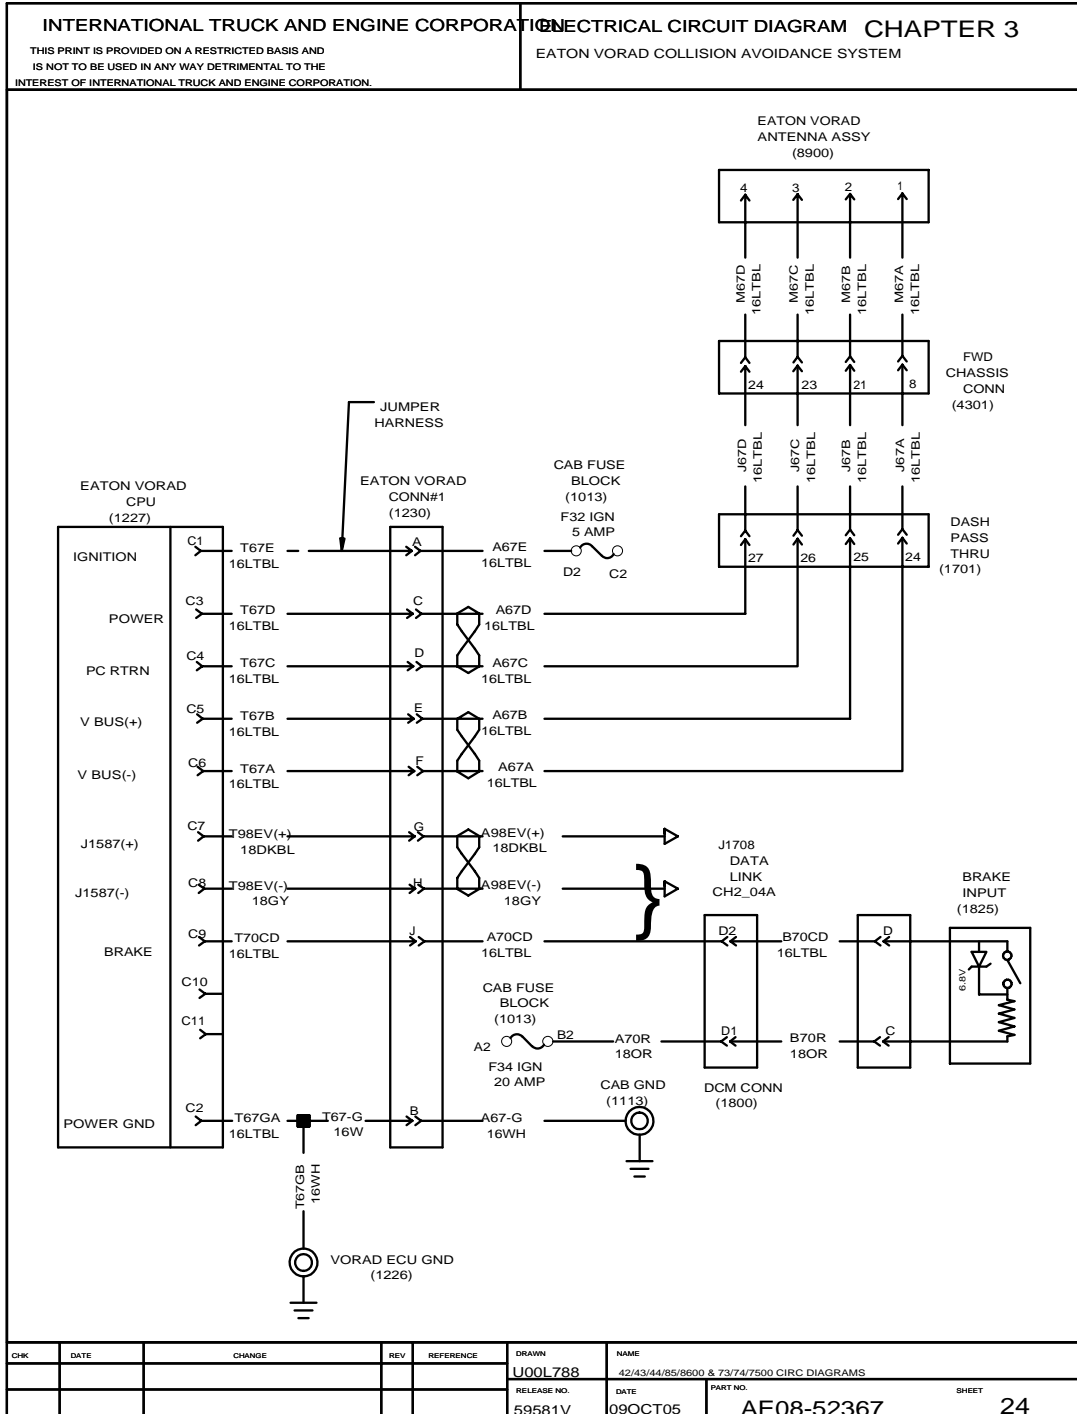 INTERNATIONAL TRUCK AND ENGINE CORPORATION
ELECTRICAL CIRCUIT DIAGRAM CHAPTER 3
THIS PRINT IS PROVIDED ON A RESTRICTED BASIS AND
IS NOT TO BE USED IN ANY WAY DETRIMENTAL TO THE
INTEREST OF INTERNATIONAL TRUCK AND ENGINE CORPORATION.
EATON VORAD COLLISION AVOIDANCE SYSTEM
EATON VORAD
ANTENNA ASSY
(8900)
4 3 2 1
M67D
16LTBL
M67C
16LTBL
M67B
16LTBL
M67A
16LTBL
FWD
CHASSIS
CONN
(4301)
24 23 21 8
J67D
16LTBL
J67C
16LTBL
J67B
16LTBL
J67A
16LTBL
DASH
PASS
THRU
(1701)
27 26 25 24
JUMPER
HARNESS
EATON VORAD
CPU
(1227)
EATON VORAD
CONN#1
(1230)
CAB FUSE
BLOCK
(1013)
F32 IGN
5 AMP
D2 C2
IGNITION C1 T67E A A67E
16LTBL 16LTBL
POWER C3 T67D C A67D
16LTBL 16LTBL
PC RTRN C4 T67C D A67C
16LTBL 16LTBL
V BUS(+) C5 T67B E A67B
16LTBL 16LTBL
V BUS(-) C6 T67A F A67A
16LTBL 16LTBL
J1587(+) C7 T98EV(+) G A98EV(+)
18DKBL 18DKBL
J1587(-) C8 T98EV(-) H A98EV(-)
18GY 18GY
J1708
DATA
LINK
CH2_04A
BRAKE
INPUT
(1825)
BRAKE C9 T70CD J A70CD D2 B70CD D
16LTBL 16LTBL 16LTBL
6.8V
C10
C11
CAB FUSE
BLOCK
(1013)
A2 B2 A70R D1 B70R C
18OR 18OR
F34 IGN
20 AMP
CAB GND
(1113)
DCM CONN
(1800)
POWER GND C2 T67GA T67-G B A67-G
16LTBL 16W 16WH
T67GB
16WH
VORAD ECU GND
(1226)
CHK DATE CHANGE REV REFERENCE DRAWN NAME
U00L788 42/43/44/85/8600 & 73/74/7500 CIRC DIAGRAMS
RELEASE NO. DATE PART NO. SHEET
59581V 09OCT05 AE08-52367 24